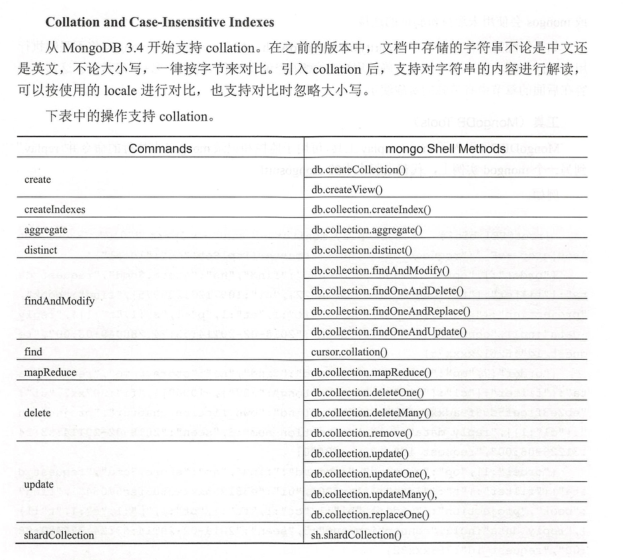 Collation and Case-Insensitive Indexes
从 MongoDB 3.4 开始支持 collation。在之前的版本中，文档中存储的字符串不论是中文还
是英文，不论大小写，一律按字节来对比。引入 collation 后，支持对字符串的内容进行解读，
可以按使用的 locale 进行对比，也支持对比时忽略大小写。
下表中的操作支持 collation。
Commands mongo Shell Methods
create db.createCollection()
db.createView()
createIndexes db.collection.createIndex()
aggregate db.collection.aggregate()
distinct db.collection.distinct()
findAndModify db.collection.findAndModify()
db.collection.findOneAndDelete()
db.collection.findOneAndReplace()
db.collection.findOneAndUpdate()
find cursor.collation()
mapReduce db.collection.mapReduce()
delete db.collection.deleteOne()
db.collection.deleteMany()
db.collection.remove()
update db.collection.update()
db.collection.updateOne(),
db.collection.updateMany(),
db.collection.replaceOne()
shardCollection sh.shardCollection()